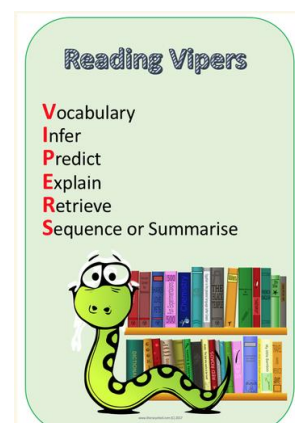 Reading Vipers
Vocabulary
Infer
Predict
Explain
Retrieve
Sequence or Summarise